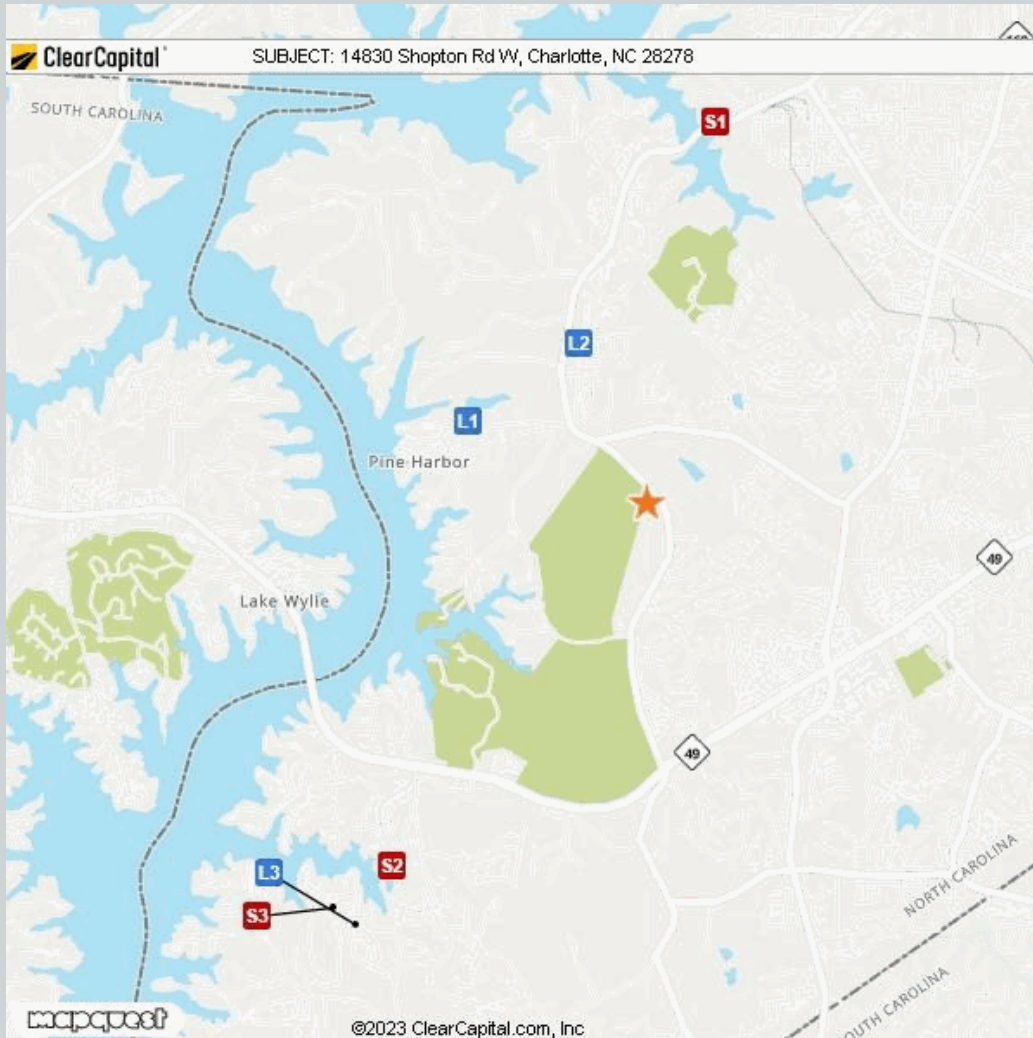 ClearCapital®
SUBJECT: 14830 Shopton Rd W, Charlotte, NC 28278
SOUTH CAROLINA
S1
L2
L1
Pine Harbor
49
Lake Wylie
49
L3
S2
S3
NORTH CAROLINA
SOUTH CAROLINA
mapquest
©2023 ClearCapital.com, Inc